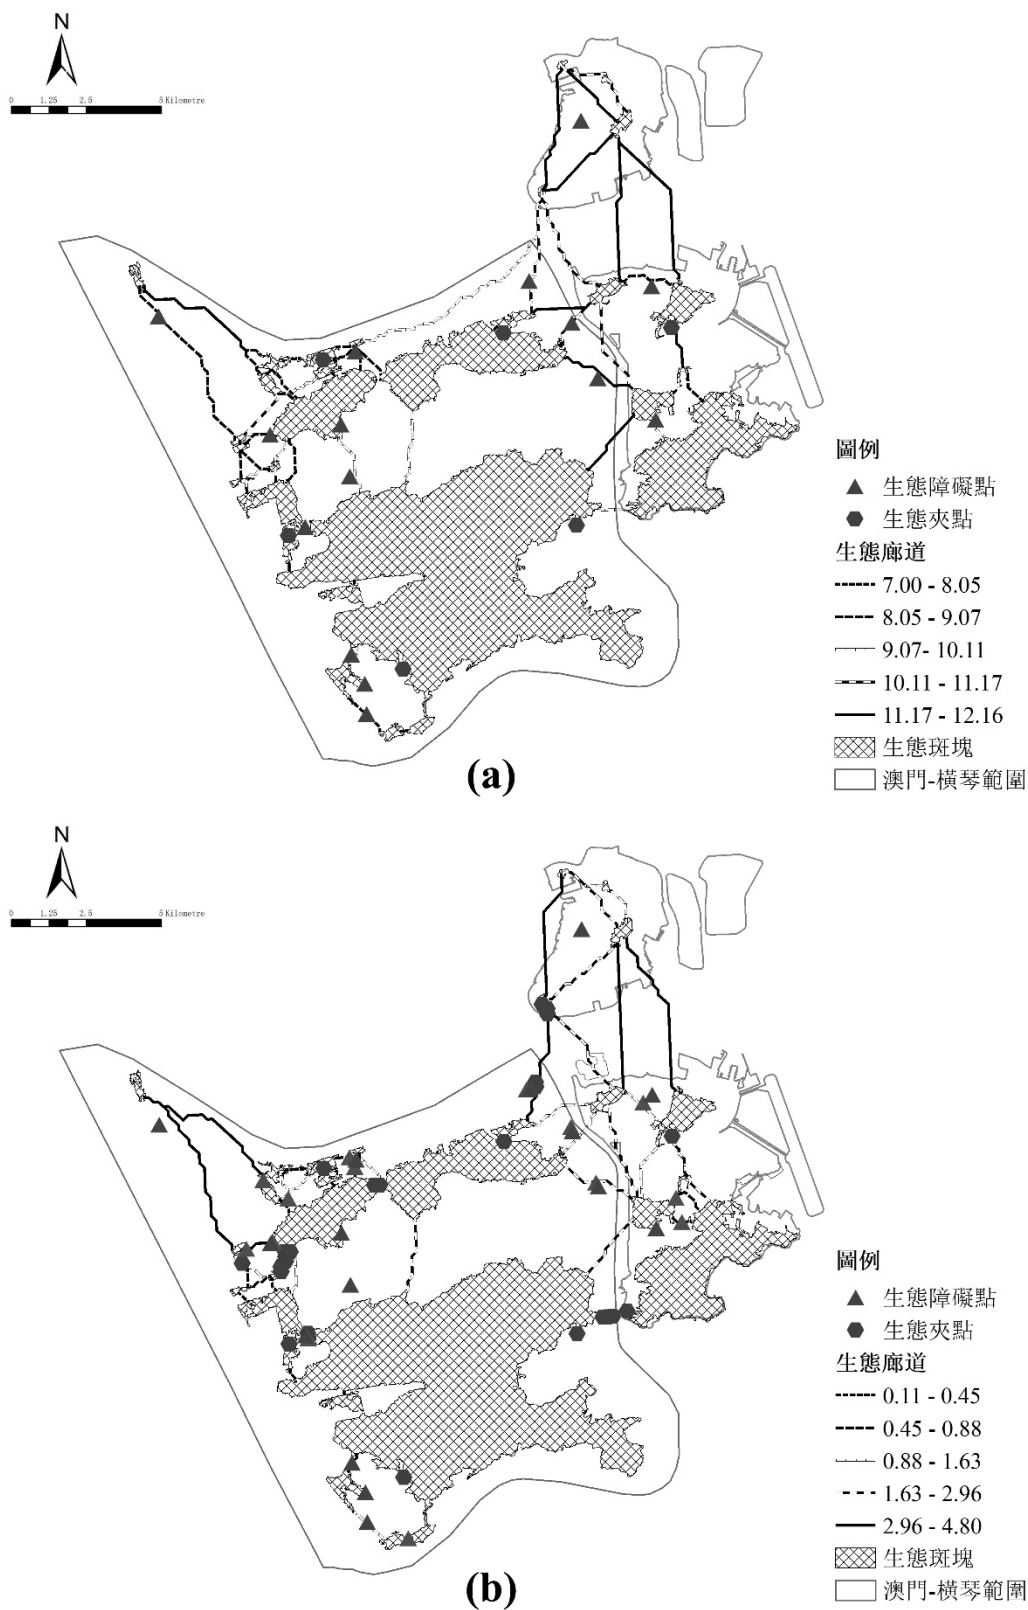 N
0 1.25 2.5 5 Kilometre
圖例
生態障礙點
生態夾點
生態廊道
7.00 - 8.05
8.05 - 9.07
9.07- 10.11
10.11 - 11.17
11.17 - 12.16
生態斑塊
澳門-橫琴範圍
(a)
N
0 1.25 2.5 5 Kilometre
圖例
生態障礙點
生態夾點
生態廊道
0.11 - 0.45
0.45 - 0.88
0.88 - 1.63
1.63 - 2.96
2.96 - 4.80
生態斑塊
澳門-橫琴範圍
(b)